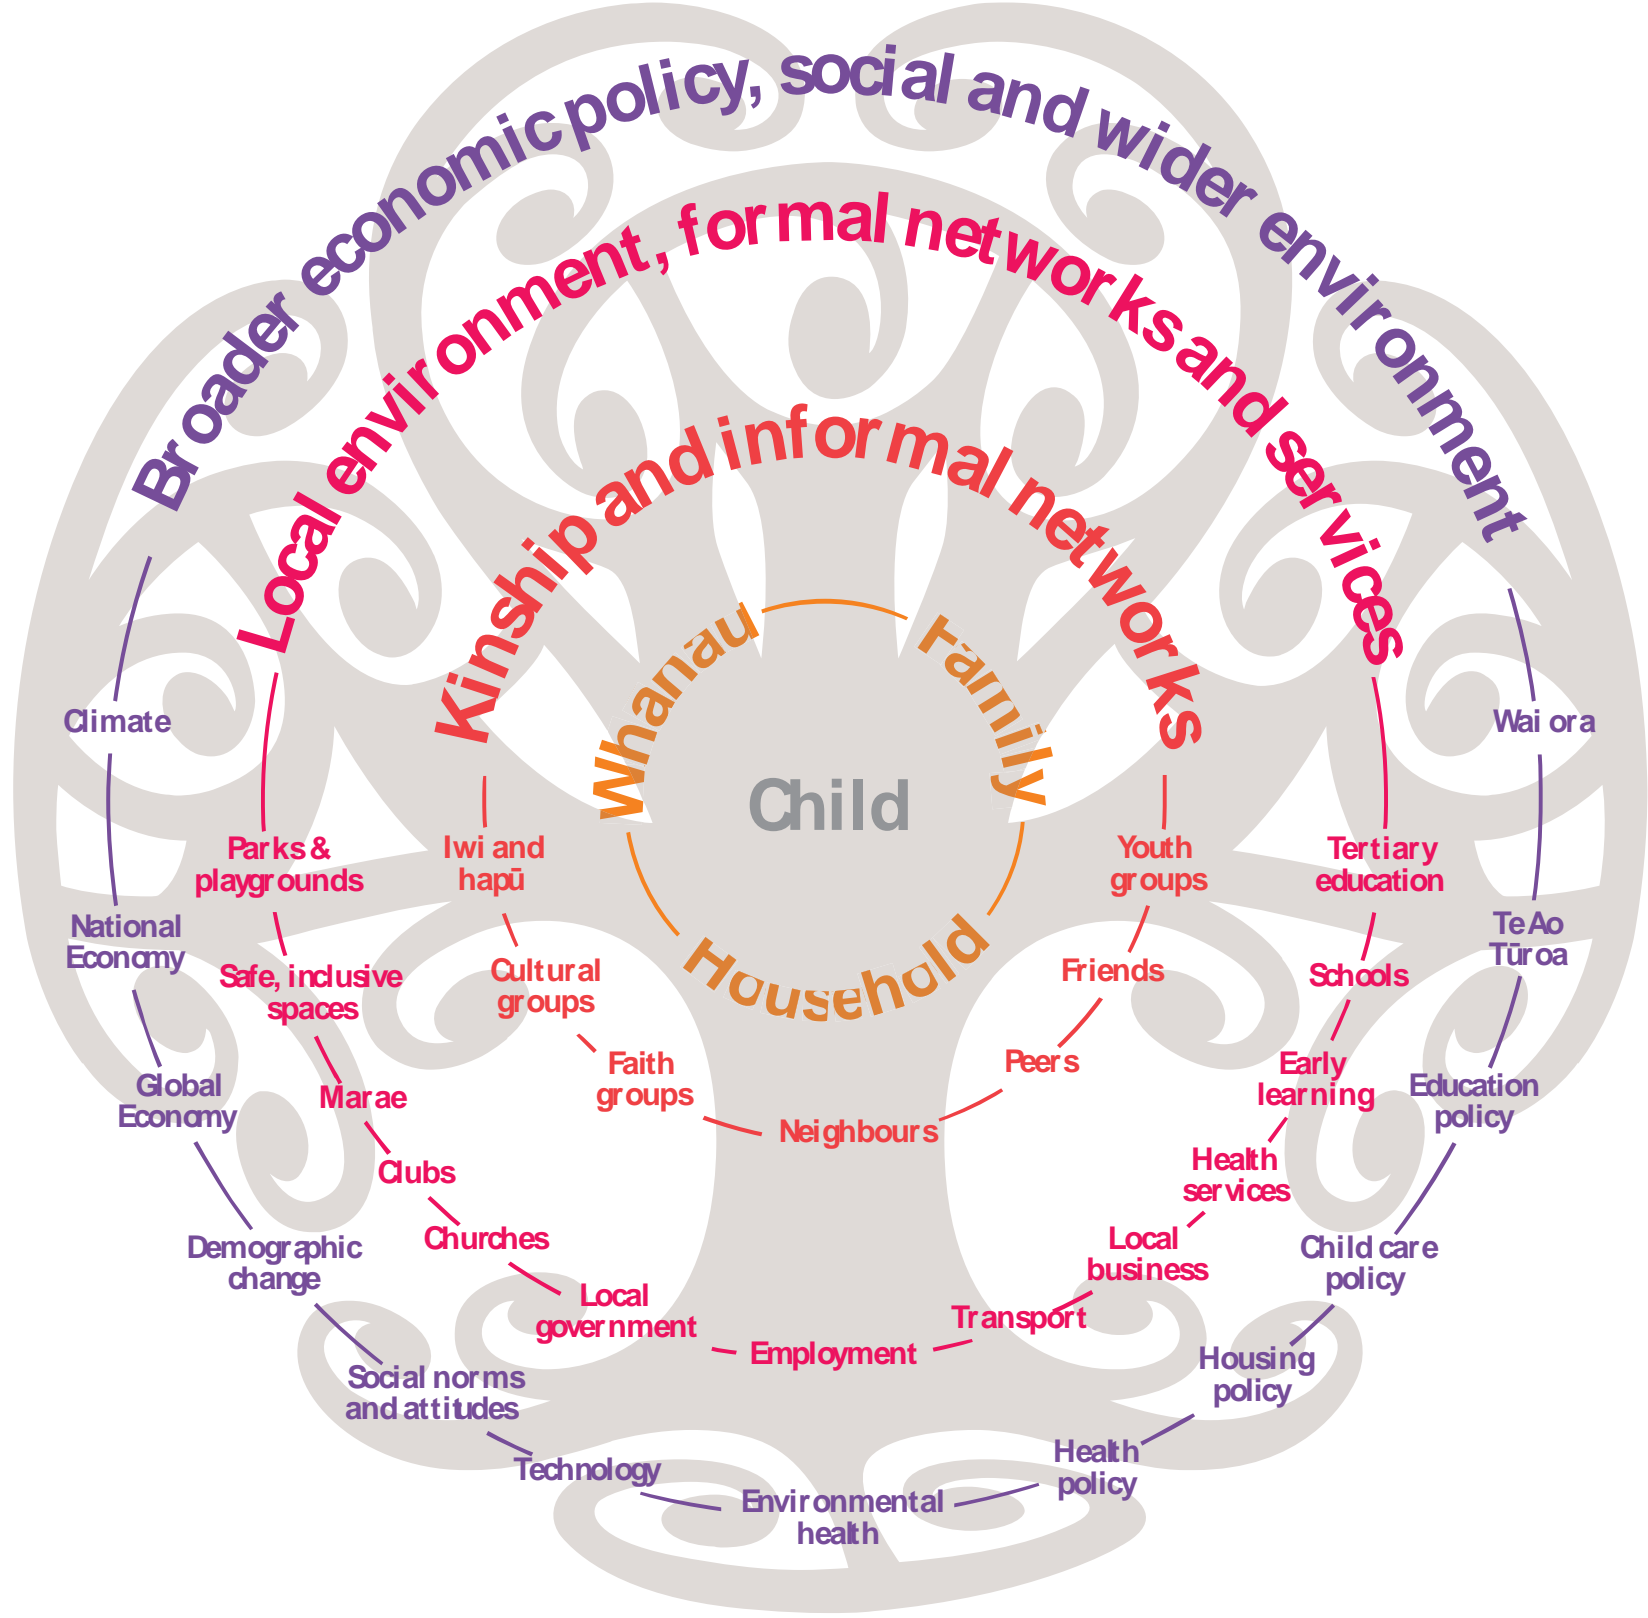 Broader economic policy, social and wider environment
Climate
National
Economy
Global
Economy
Demographic
change
Social norms
and attitudes
Technology
Environmental
health
Health
policy
Housing
policy
Child care
policy
Education
policy
Te Ao
Tūroa
Wai ora
Local environment, formal networks and services
Parks &
playgrounds
Safe, inclusive
spaces
Marae
Clubs
Churches
Local
government
Employment
Transport
Local
business
Health
services
Early
learning
Schools
Tertiary
education
Kinship and informal networks
Iwi and
hapū
Cultural
groups
Faith
groups
Neighbours
Peers
Friends
Youth
groups
Whānau
Family
Household
Child